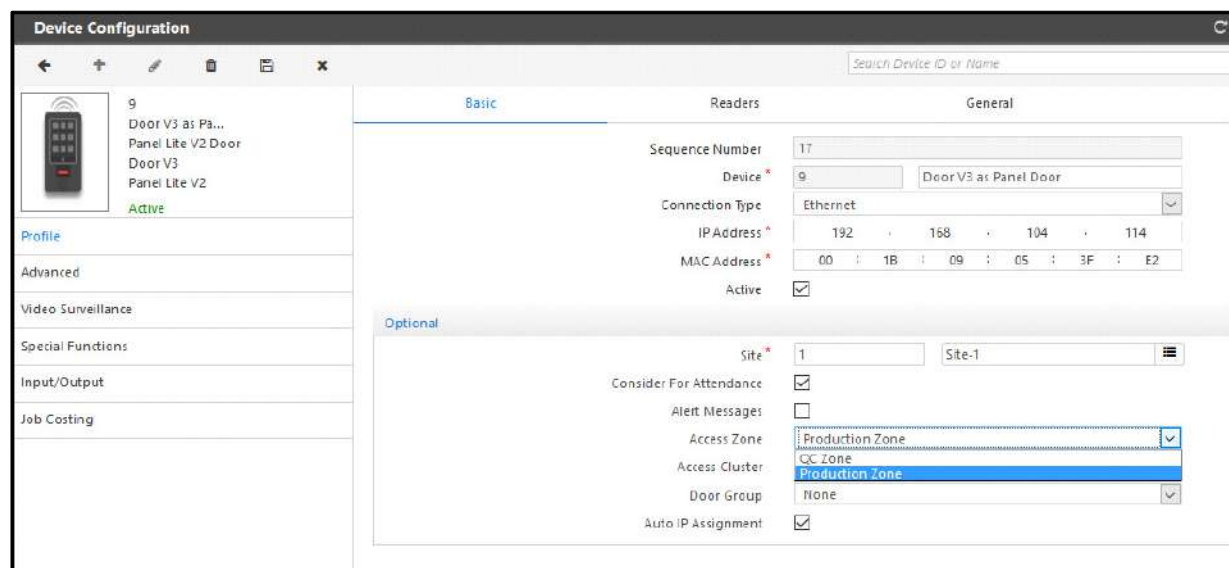 Device Configuration
Search Device ID or Name
9
Door V3 as Pa...
Panel Lite V2 Door
Door V3
Panel Lite V2
Active
Profile
Advanced
Video Surveillance
Special Functions
Input/Output
Job Costing
Basic Readers General
Sequence Number 17
Device * 9 Door V3 as Panel Door
Connection Type Ethernet
IP Address * 192 . 168 . 104 . 114
MAC Address * 00 : 1B : 09 : 05 : 3F : E2
Active
Optional
Site * 1 Site-1
Consider For Attendance
Alert Messages
Access Zone Production Zone
QC Zone
Access Cluster Production Zone
Door Group None
Auto IP Assignment